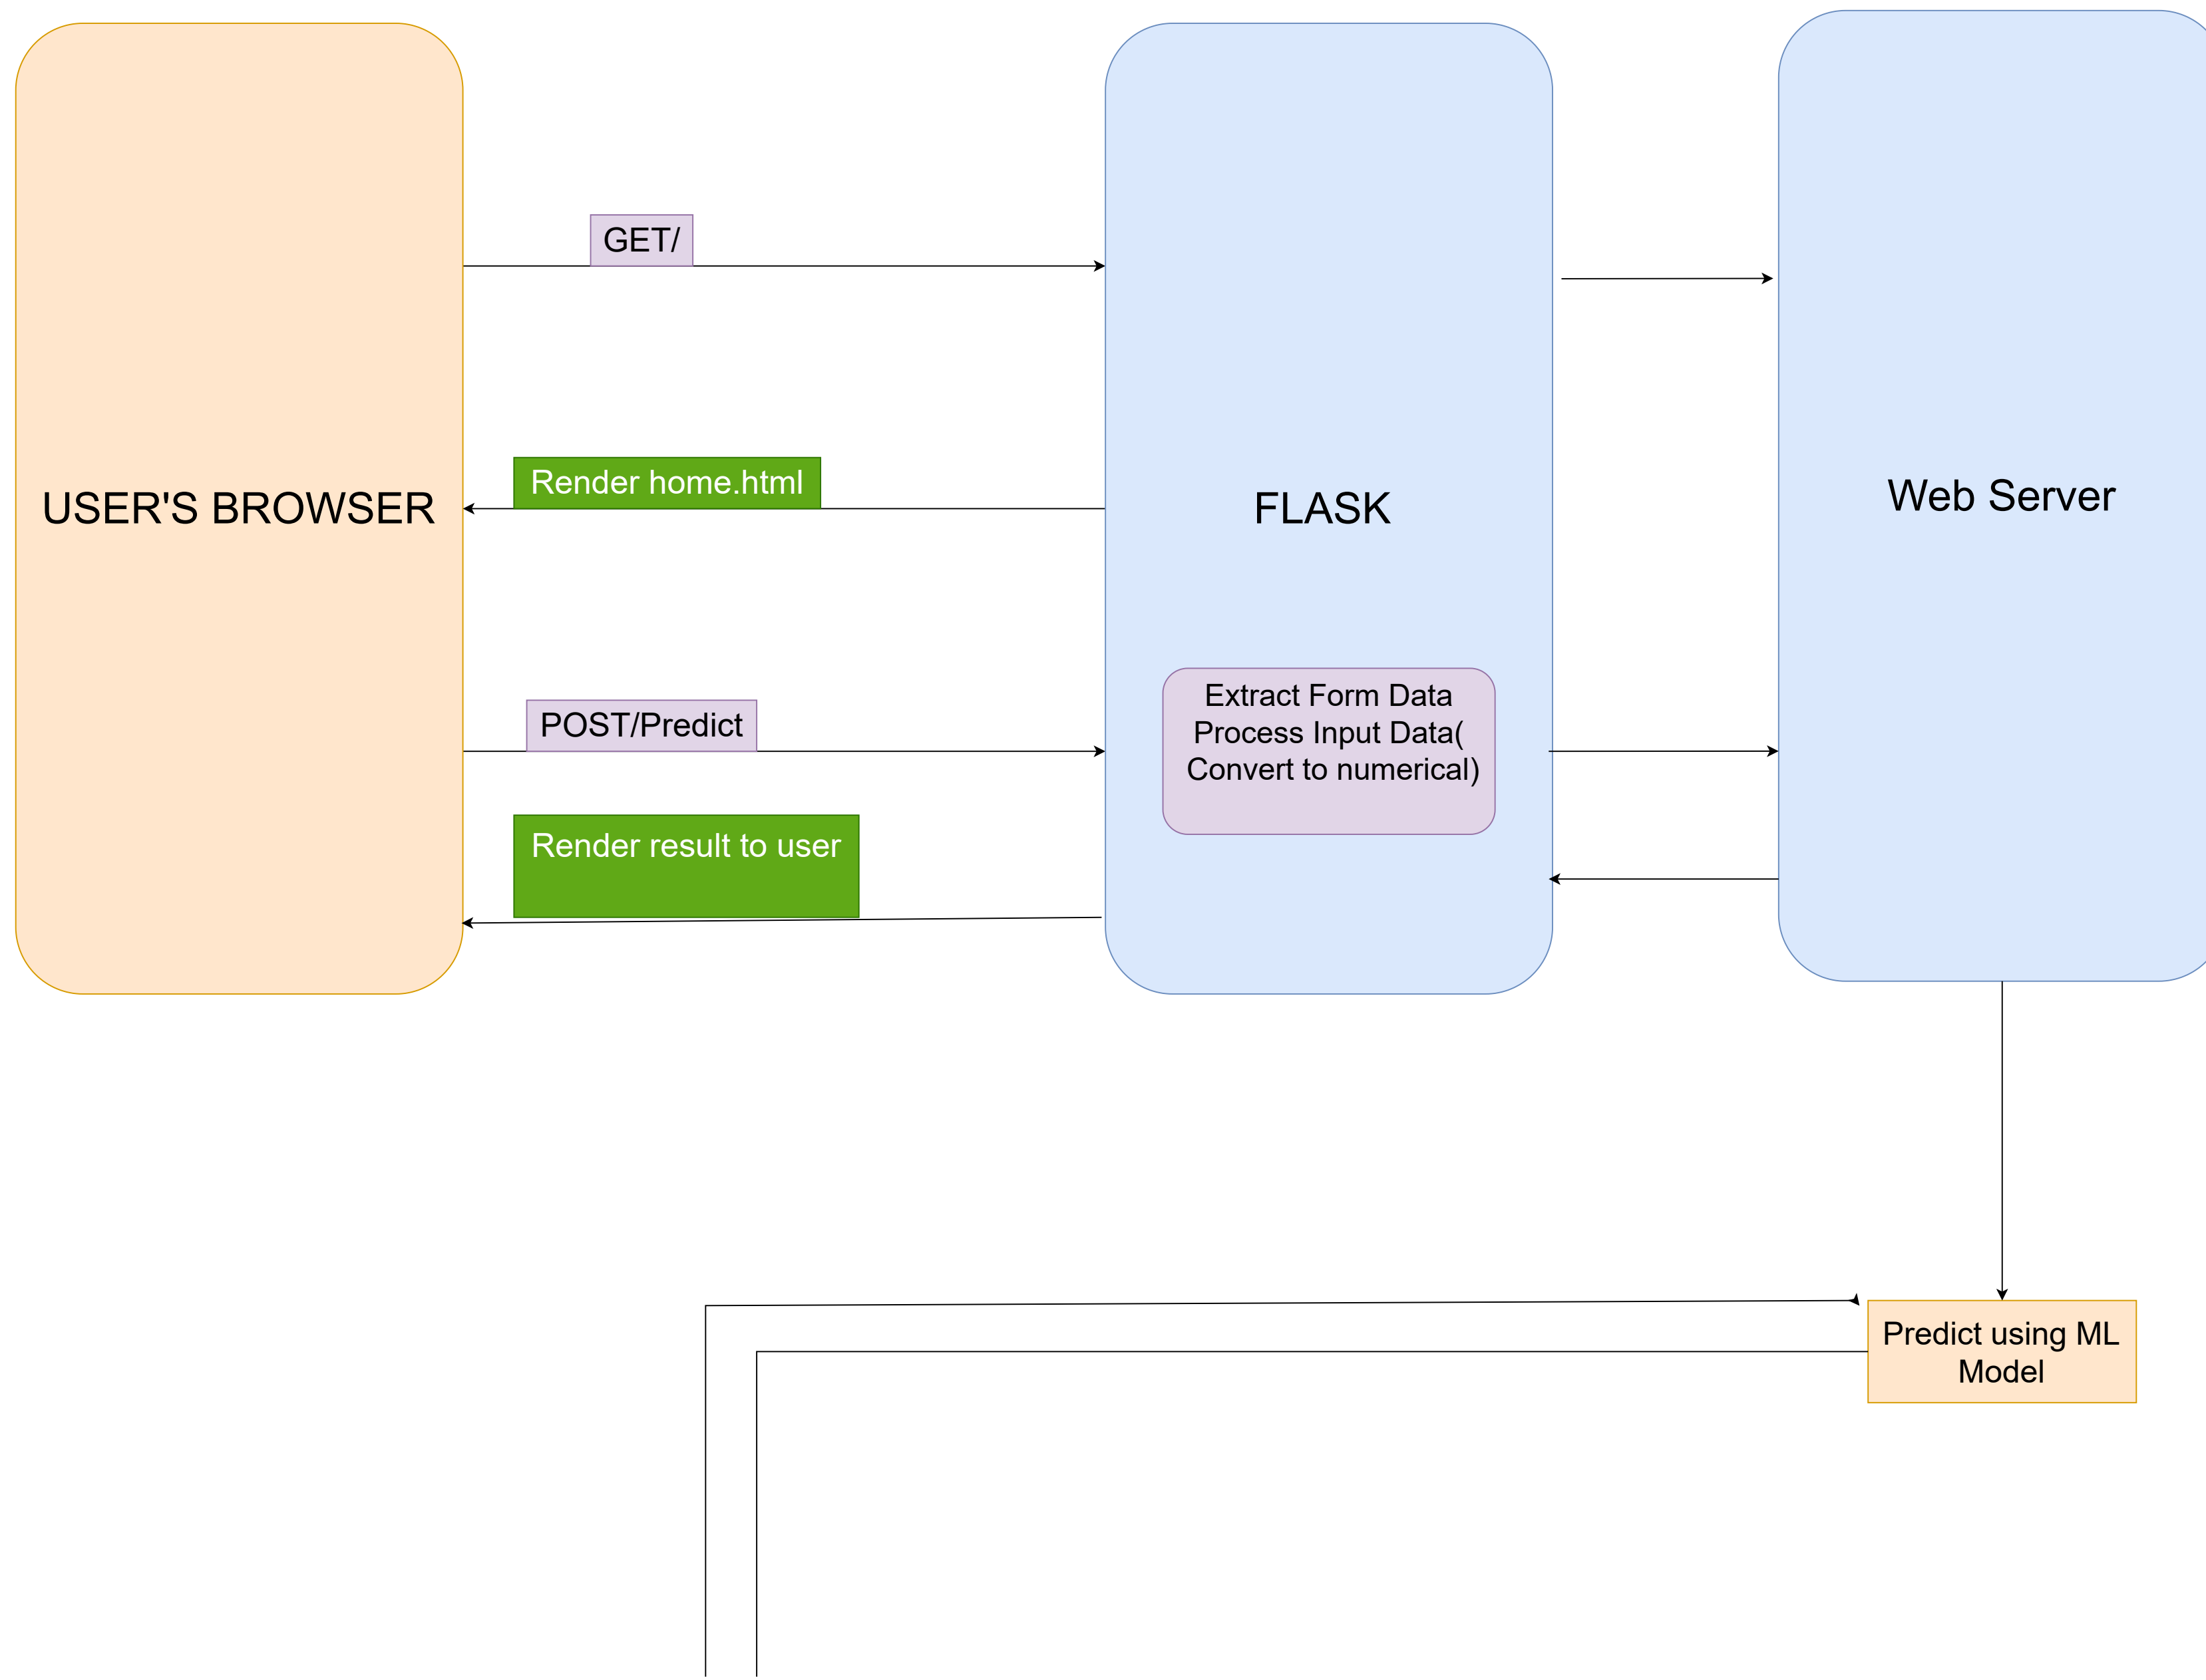 GET/
Render home.html
USER'S BROWSER
FLASK
Web Server
Extract Form Data
Process Input Data(
Convert to numerical)
POST/Predict
Render result to user
Predict using ML
Model